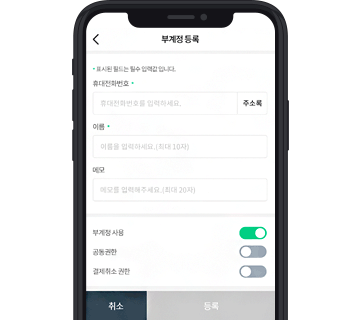 부계정 등록
• 표시된 필드는 필수 입력값 입니다.
휴대전화번호 •
휴대전화번호를 입력하세요.
주소록
이름 •
이름을 입력하세요.(최대 10자)
메모
메모를 입력해주세요.(최대 20자)
부계정 사용
공동권한
결제취소 권한
취소
등록